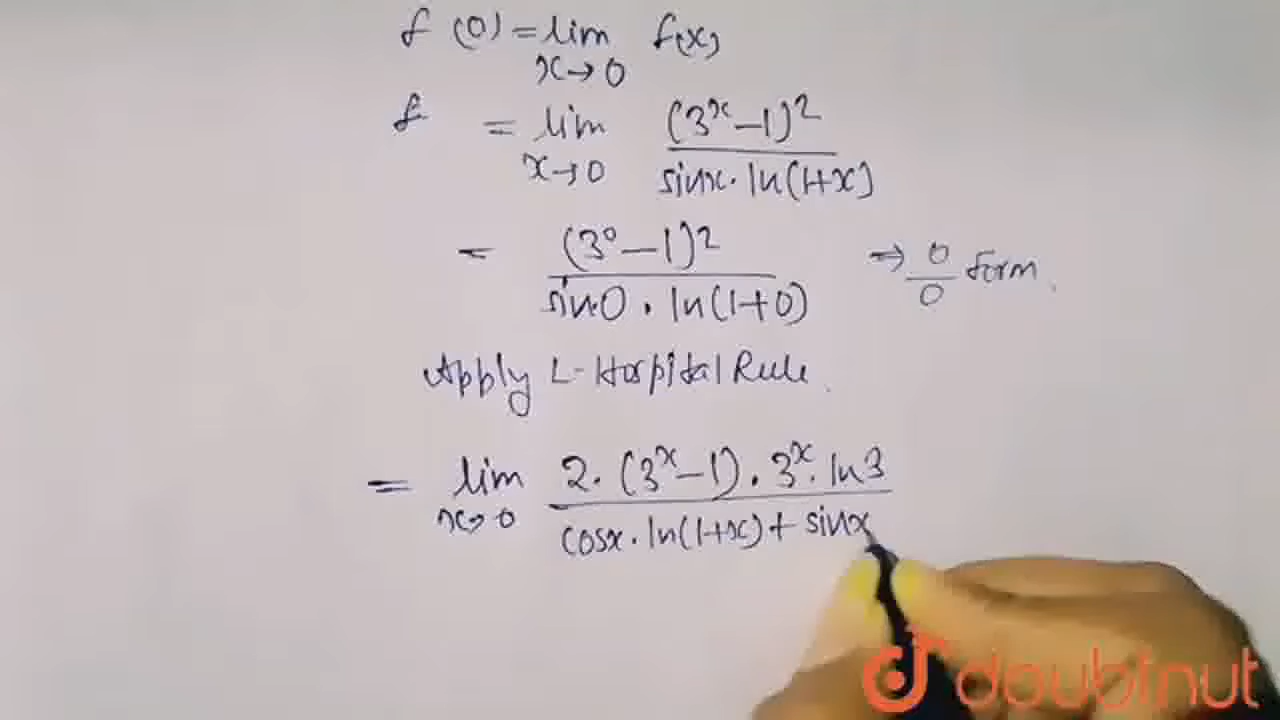 f (0) = lim f(x)
x→0
f = lim (3^x – 1)^2
x→0 sinx. ln(1+x)
= (3^0 – 1)^2 ⇒ 0/0 form.
sin0 . ln(1+0)
Apply L-Hospital Rule.
= lim 2. (3^x – 1) . 3^x. ln3
x→0 cosx. ln(1+x) + sinx
doubtnut